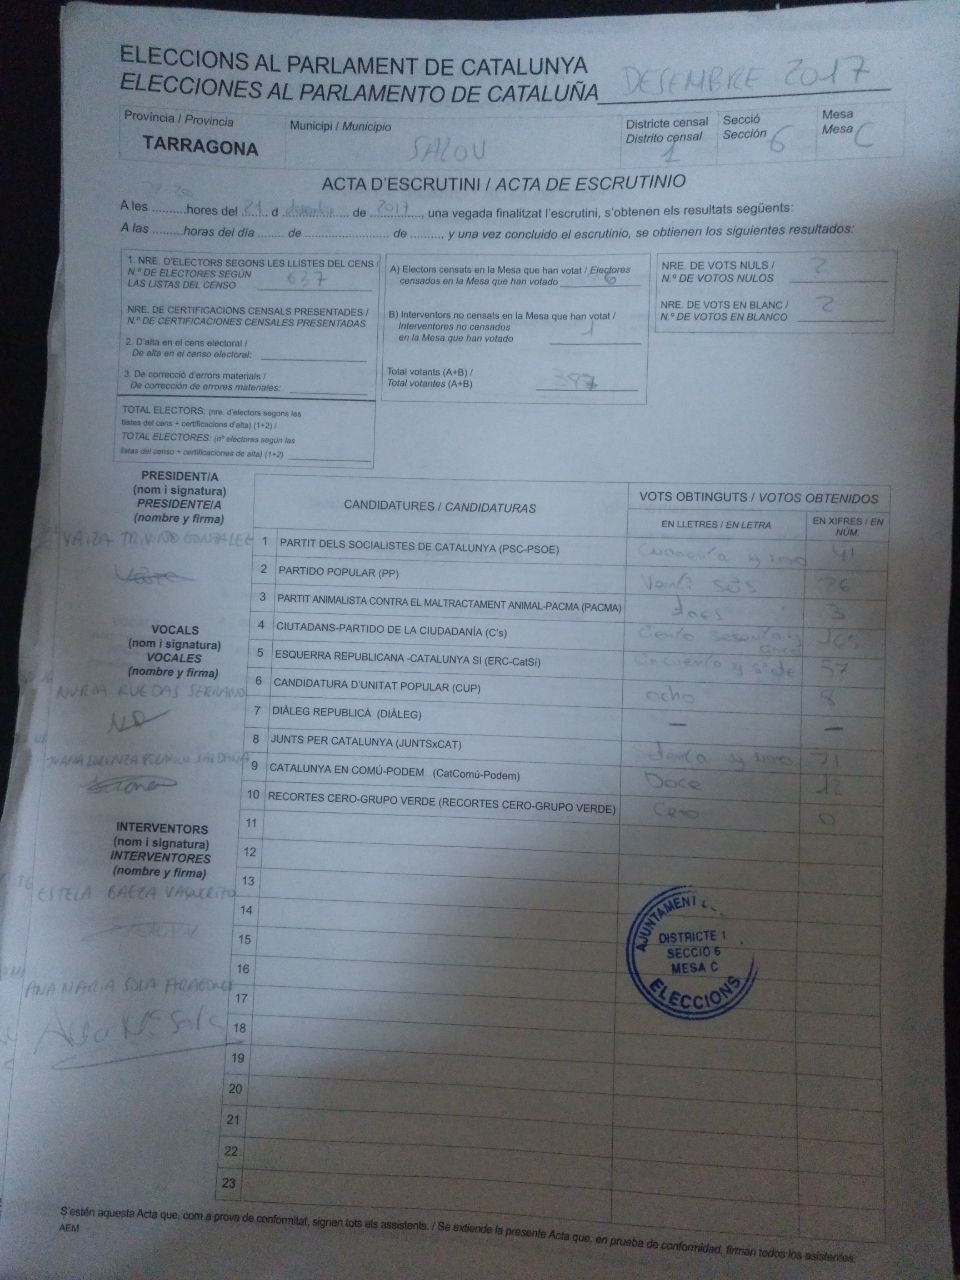 ELECCIONS AL PARLAMENT DE CATALUNYA
ELECCIONES AL PARLAMENTO DE CATALUÑA DESEMBRE 2017
Província / Provincia
TARRAGONA
Municipi / Municipio
SALOU
Districte censal
Distrito censal
1
Secció
Sección
6
Mesa
Mesa
C
ACTA D'ESCRUTINI / ACTA DE ESCRUTINIO
A les ..........hores del 21 d ............ de 2017, una vegada finalitzat l'escrutini, s'obtenen els resultats següents:
A las ..........horas del día ........ de ......................... de .........., y una vez concluido el escrutinio, se obtienen los siguientes resultados:
1. NRE. D'ELECTORS SEGONS LES LLISTES DEL CENS /
N.º DE ELECTORES SEGÚN
LAS LISTAS DEL CENSO 637
NRE. DE CERTIFICACIONS CENSALS PRESENTADES /
N.º DE CERTIFICACIONES CENSALES PRESENTADAS
2. D'alta en el cens electoral /
De alta en el censo electoral:
3. De correcció d'errors materials /
De corrección de errores materiales:
TOTAL ELECTORS: (nre. d'electors segons les
llistes del cens + certificacions d'alta) (1+2) /
TOTAL ELECTORES: (nº electores según las
listas del censo + certificaciones de alta) (1+2)
A) Electors censats en la Mesa que han votat / Electores
censados en la Mesa que han votado
B) Interventors no censats en la Mesa que han votat /
Interventores no censados
en la Mesa que han votado 1
Total votants (A+B) /
Total votantes (A+B) 387
NRE. DE VOTS NULS /
N.º DE VOTOS NULOS 2
NRE. DE VOTS EN BLANC /
N.º DE VOTOS EN BLANCO 2
PRESIDENT/A
(nom i signatura)
PRESIDENTE/A
(nombre y firma)
TRIVIÑO GONZALEZ
VOCALS
(nom i signatura)
VOCALES
(nombre y firma)
NURIA RUEDAS SERRANO
INTERVENTORS
(nom i signatura)
INTERVENTORES
(nombre y firma)
ESTELA BAEZA
ANA MARIA SOLA
CANDIDATURES / CANDIDATURAS
VOTS OBTINGUTS / VOTOS OBTENIDOS
EN LLETRES / EN LETRA
EN XIFRES / EN NÚM.
1 PARTIT DELS SOCIALISTES DE CATALUNYA (PSC-PSOE) Cuarenta y uno 41
2 PARTIDO POPULAR (PP) Venti seis 26
3 PARTIT ANIMALISTA CONTRA EL MALTRACTAMENT ANIMAL-PACMA (PACMA) tres 3
4 CIUTADANS-PARTIDO DE LA CIUDADANÍA (C's) Ciento sesenta y cinco
5 ESQUERRA REPUBLICANA -CATALUNYA SÍ (ERC-CatSí) Cincuenta y siete 57
6 CANDIDATURA D'UNITAT POPULAR (CUP) ocho 8
7 DIÀLEG REPUBLICÀ (DIÀLEG) — —
8 JUNTS PER CATALUNYA (JUNTSxCAT) Setenta y uno 71
9 CATALUNYA EN COMÚ-PODEM (CatComú-Podem) Doce 12
10 RECORTES CERO-GRUPO VERDE (RECORTES CERO-GRUPO VERDE) Cero 0
11
12
13
14
15
16
17
18
19
20
21
22
23
AJUNTAMENT
DISTRICTE 1
SECCIÓ 6
MESA C
ELECCIONS
S'estén aquesta Acta que, com a prova de conformitat, signen tots els assistents. / Se extiende la presente Acta que, en prueba de conformidad, firman todos los asistentes.
AEM